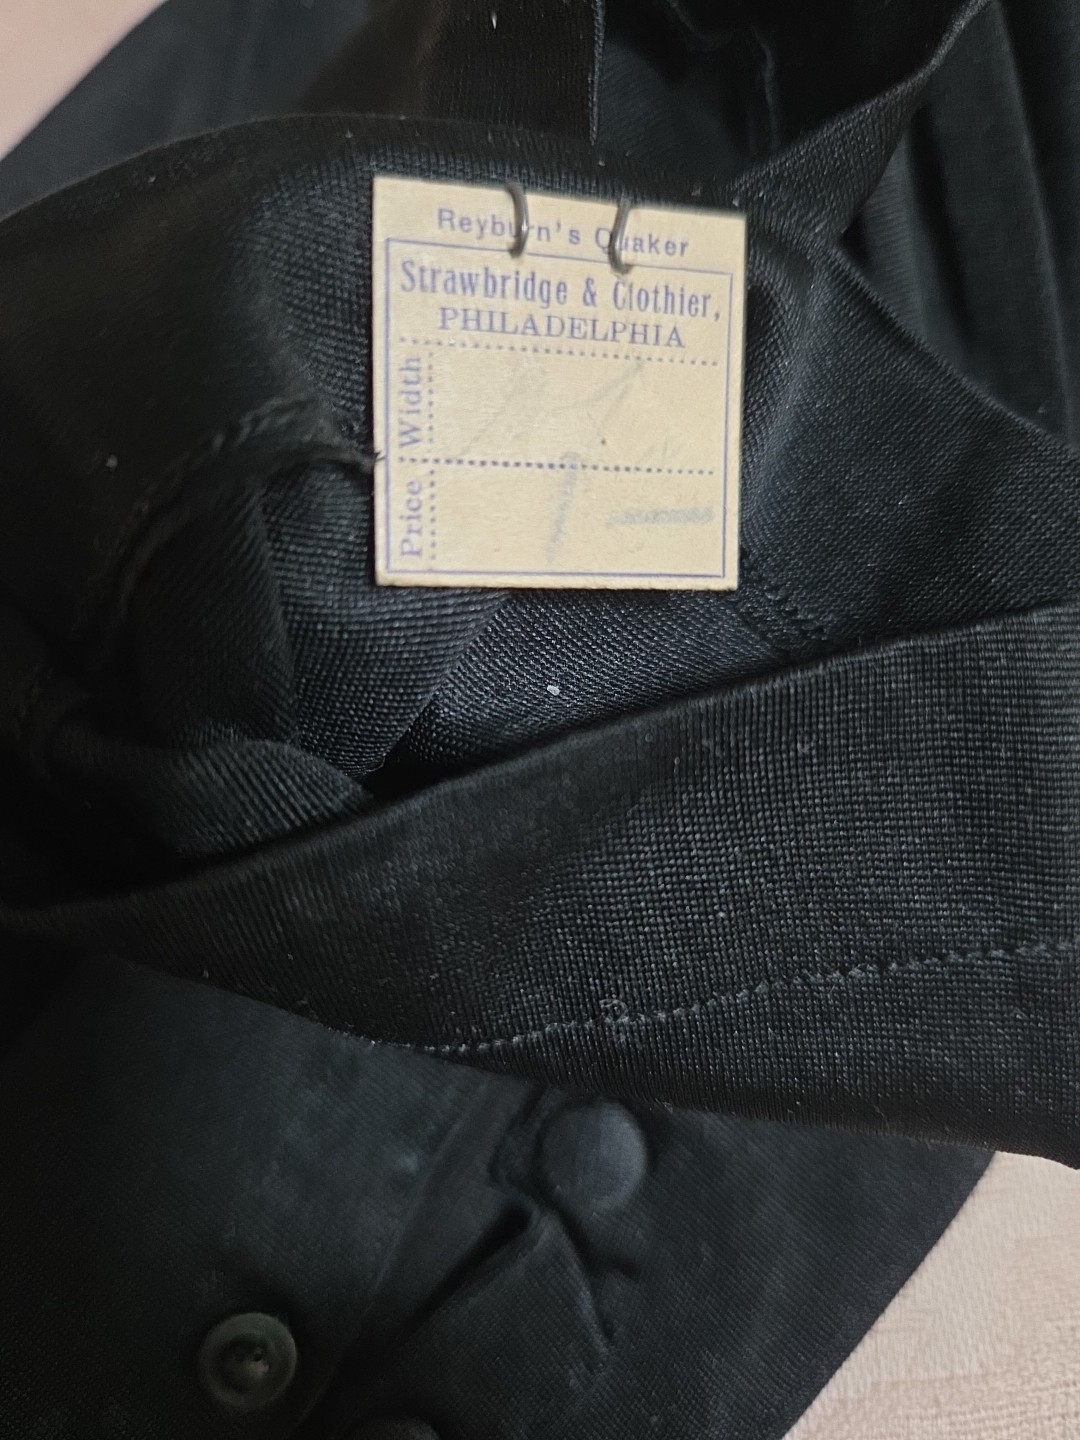 Reyburn's Quaker
Strawbridge & Clothier,
PHILADELPHIA
Width
Price